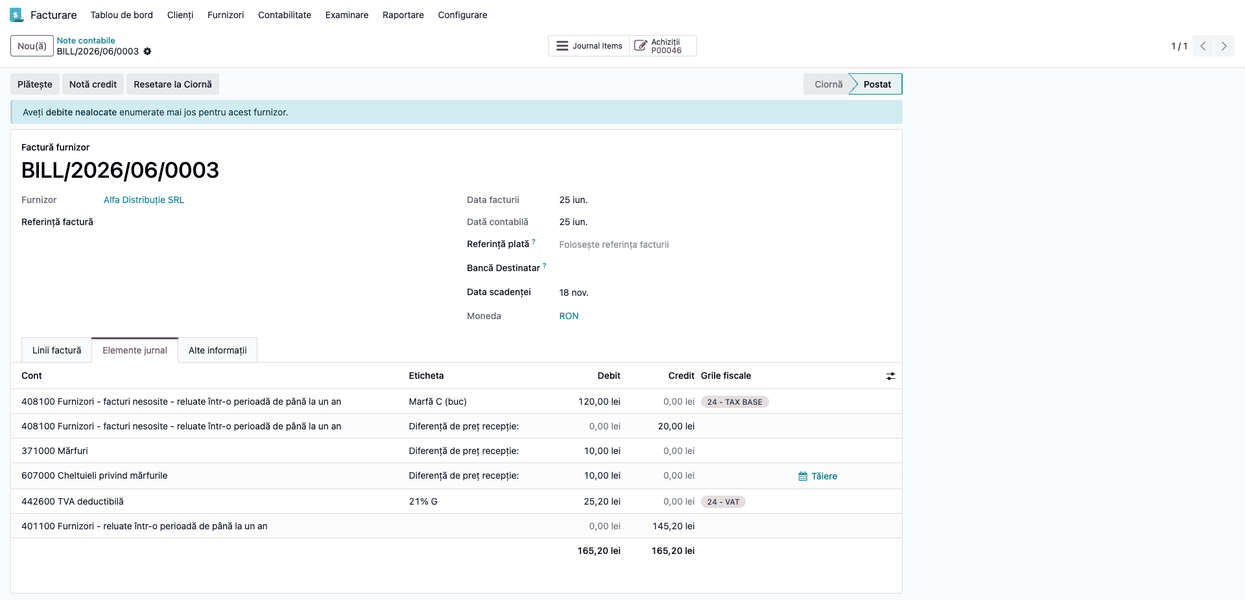 Facturare Tablou de bord Clienți Furnizori Contabilitate Examinare Raportare Configurare
Nou(ă) Note contabile
BILL/2026/06/0003
Journal Items Achiziții
P00046
1 / 1
Plătește Notă credit Resetare la Ciornă Ciornă Postat
Aveți debite nealocate enumerate mai jos pentru acest furnizor.
Factură furnizor
BILL/2026/06/0003
Furnizor Alfa Distribuție SRL Data facturii 25 iun.
Referință factură Dată contabilă 25 iun.
Referință plată ? Folosește referința facturii
Bancă Destinatar ?
Data scadenței 18 nov.
Moneda RON
Linii factură Elemente jurnal Alte informații
Cont Eticheta Debit Credit Grile fiscale
408100 Furnizori - facturi nesosite - reluate într-o perioadă de până la un an Marfă C (buc) 120,00 lei 0,00 lei 24 - TAX BASE
408100 Furnizori - facturi nesosite - reluate într-o perioadă de până la un an Diferență de preț recepție: 0,00 lei 20,00 lei
371000 Mărfuri Diferență de preț recepție: 10,00 lei 0,00 lei
607000 Cheltuieli privind mărfurile Diferență de preț recepție: 10,00 lei 0,00 lei Tăiere
442600 TVA deductibilă 21% G 25,20 lei 0,00 lei 24 - VAT
401100 Furnizori - reluate într-o perioadă de până la un an 0,00 lei 145,20 lei
165,20 lei 165,20 lei